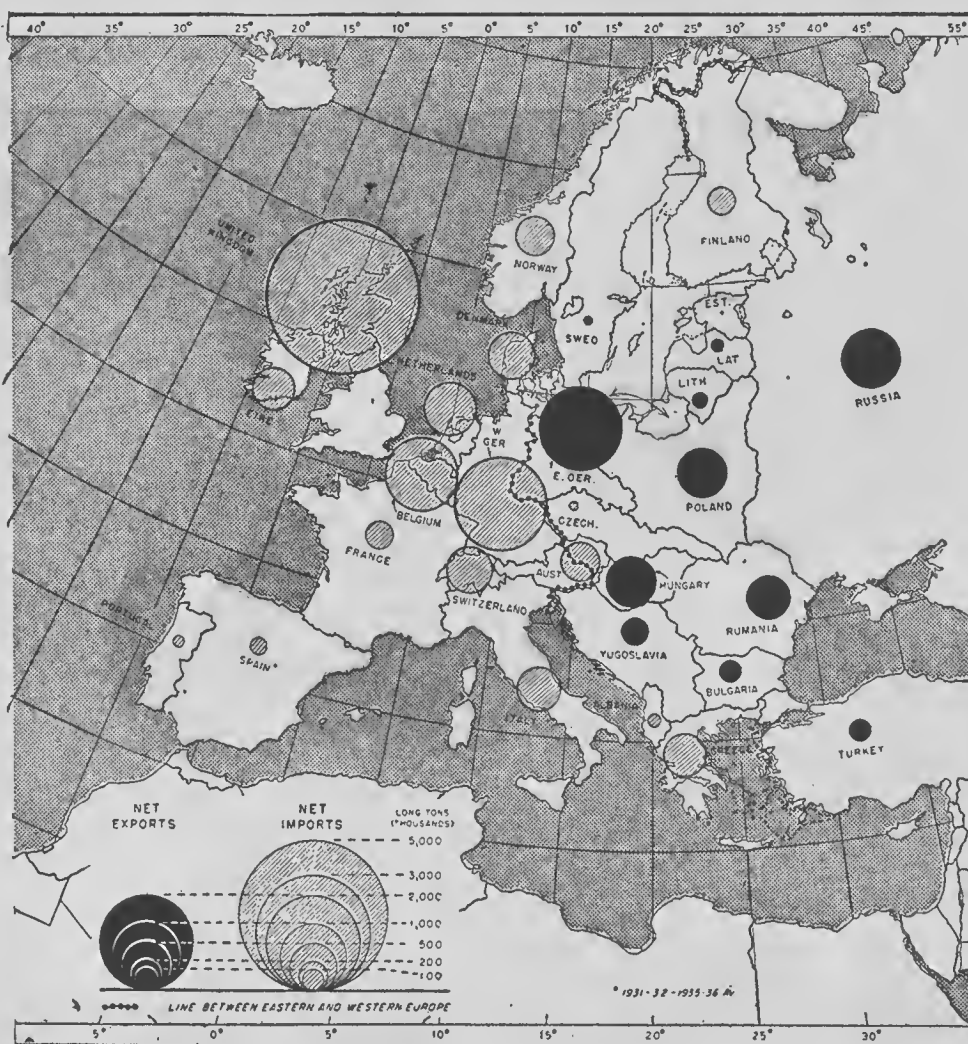 40° 30° 25° 20° 15° 10° 5° 0° 5° 10° 15° 20° 25° 30° 35° 40° 45° 55°
UNITED
KINGDOM
NORWAY
FINLAND
DENMARK
SWED
EST.
LAT
NETHERLANDS
LITH
EIRE
RUSSIA
W
GER
E. GER.
POLAND
BELGIUM
CZECH.
FRANCE
AUST
HUNGARY
SWITZERLAND
PORTUGAL
SPAIN*
YUGOSLAVIA
RUMANIA
BULGARIA
ITALY
ALBANIA
GREECE
TURKEY
NET
EXPORTS
NET
IMPORTS
LONG TONS
(THOUSANDS)
5,000
3,000
2,000
1,000
500
200
100
* 1931-32-1935-36 Av
LINE BETWEEN EASTERN AND WESTERN EUROPE
5° 0° 5° 10° 15° 20° 25° 30°